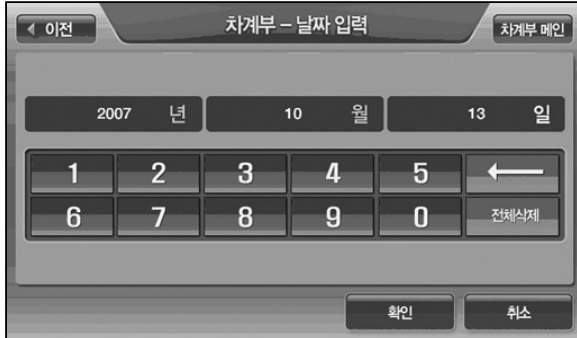 이전 차계부 – 날짜 입력 차계부 메인
2007 년 10 월 13 일
1 2 3 4 5
6 7 8 9 0 전체삭제
확인 취소